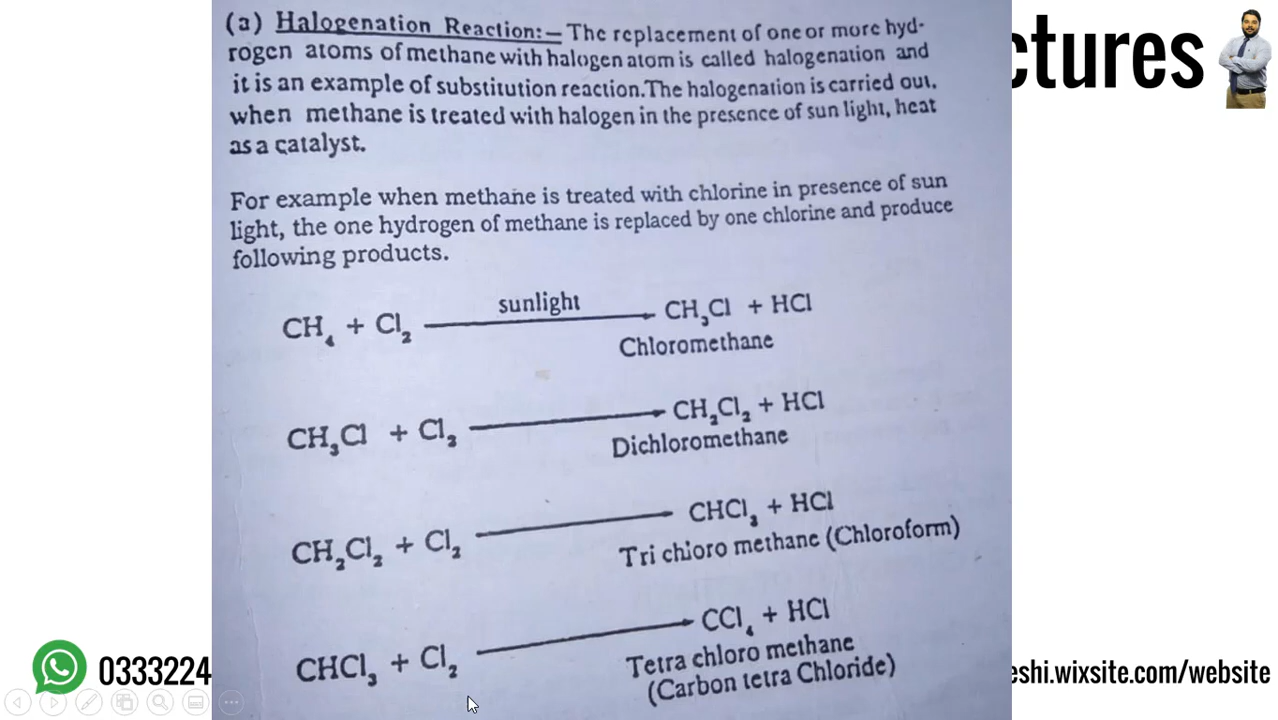 (a) Halogenation Reaction:— The replacement of one or more hyd-
rogen atoms of methane with halogen atom is called halogenation and
it is an example of substitution reaction.The halogenation is carried out.
when methane is treated with halogen in the presence of sun light, heat
as a catalyst.
For example when methane is treated with chlorine in presence of sun
light, the one hydrogen of methane is replaced by one chlorine and produce
following products.
CH₄ + Cl₂ sunlight → CH₃Cl + HCl
Chloromethane
CH₃Cl + Cl₂ → CH₂Cl₂ + HCl
Dichloromethane
CH₂Cl₂ + Cl₂ → CHCl₃ + HCl
Tri chloro methane (Chloroform)
CHCl₃ + Cl₂ → CCl₄ + HCl
Tetra chloro methane
(Carbon tetra Chloride)
ctures
0333224
eshi.wixsite.com/website